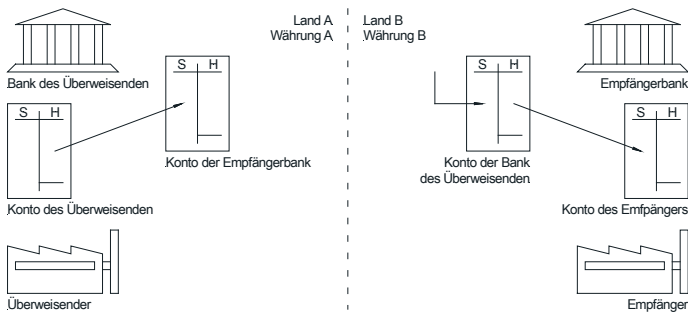 Land A
Währung A
Land B
Währung B
Bank des Überweisenden
S H
Konto der Empfängerbank
S H
Konto des Überweisenden
Überweisender
Empfängerbank
S H
Konto der Bank
des Überweisenden
S H
Konto des Emfpängers
Empfänger